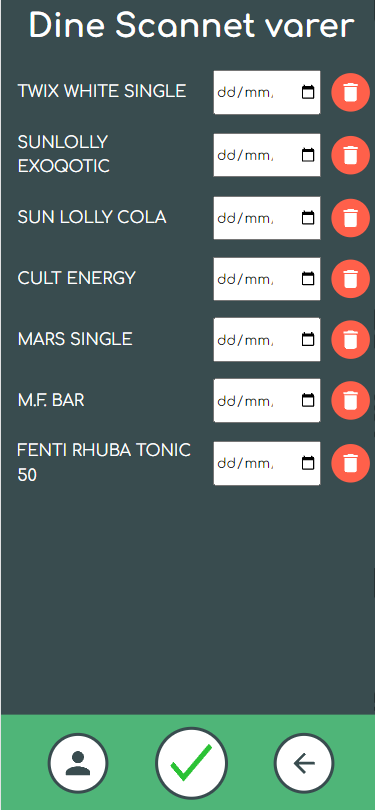 Dine Scannet varer
TWIX WHITE SINGLE dd/mm,
SUNLOLLY
EXOQOTIC dd/mm,
SUN LOLLY COLA dd/mm,
CULT ENERGY dd/mm,
MARS SINGLE dd/mm,
M.F. BAR dd/mm,
FENTI RHUBA TONIC
50 dd/mm,